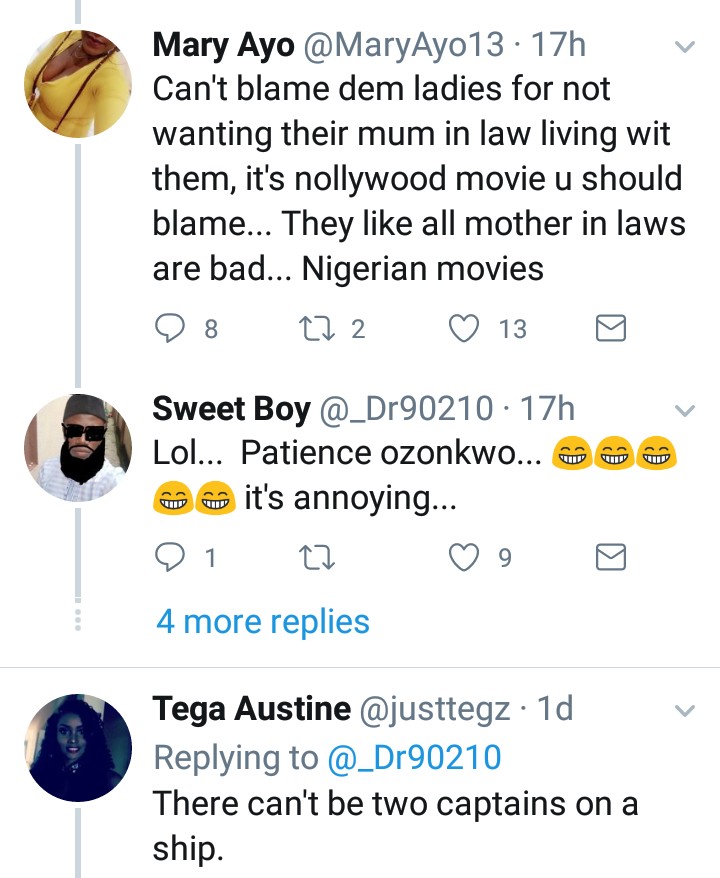 Mary Ayo @MaryAyo13 · 17h
Can't blame dem ladies for not
wanting their mum in law living wit
them, it's nollywood movie u should
blame... They like all mother in laws
are bad... Nigerian movies
8 2 13
Sweet Boy @_Dr90210 · 17h
Lol... Patience ozonkwo... 😁😁😁
😁😁 it's annoying...
1 9
4 more replies
Tega Austine @justtegz · 1d
Replying to @_Dr90210
There can't be two captains on a
ship.